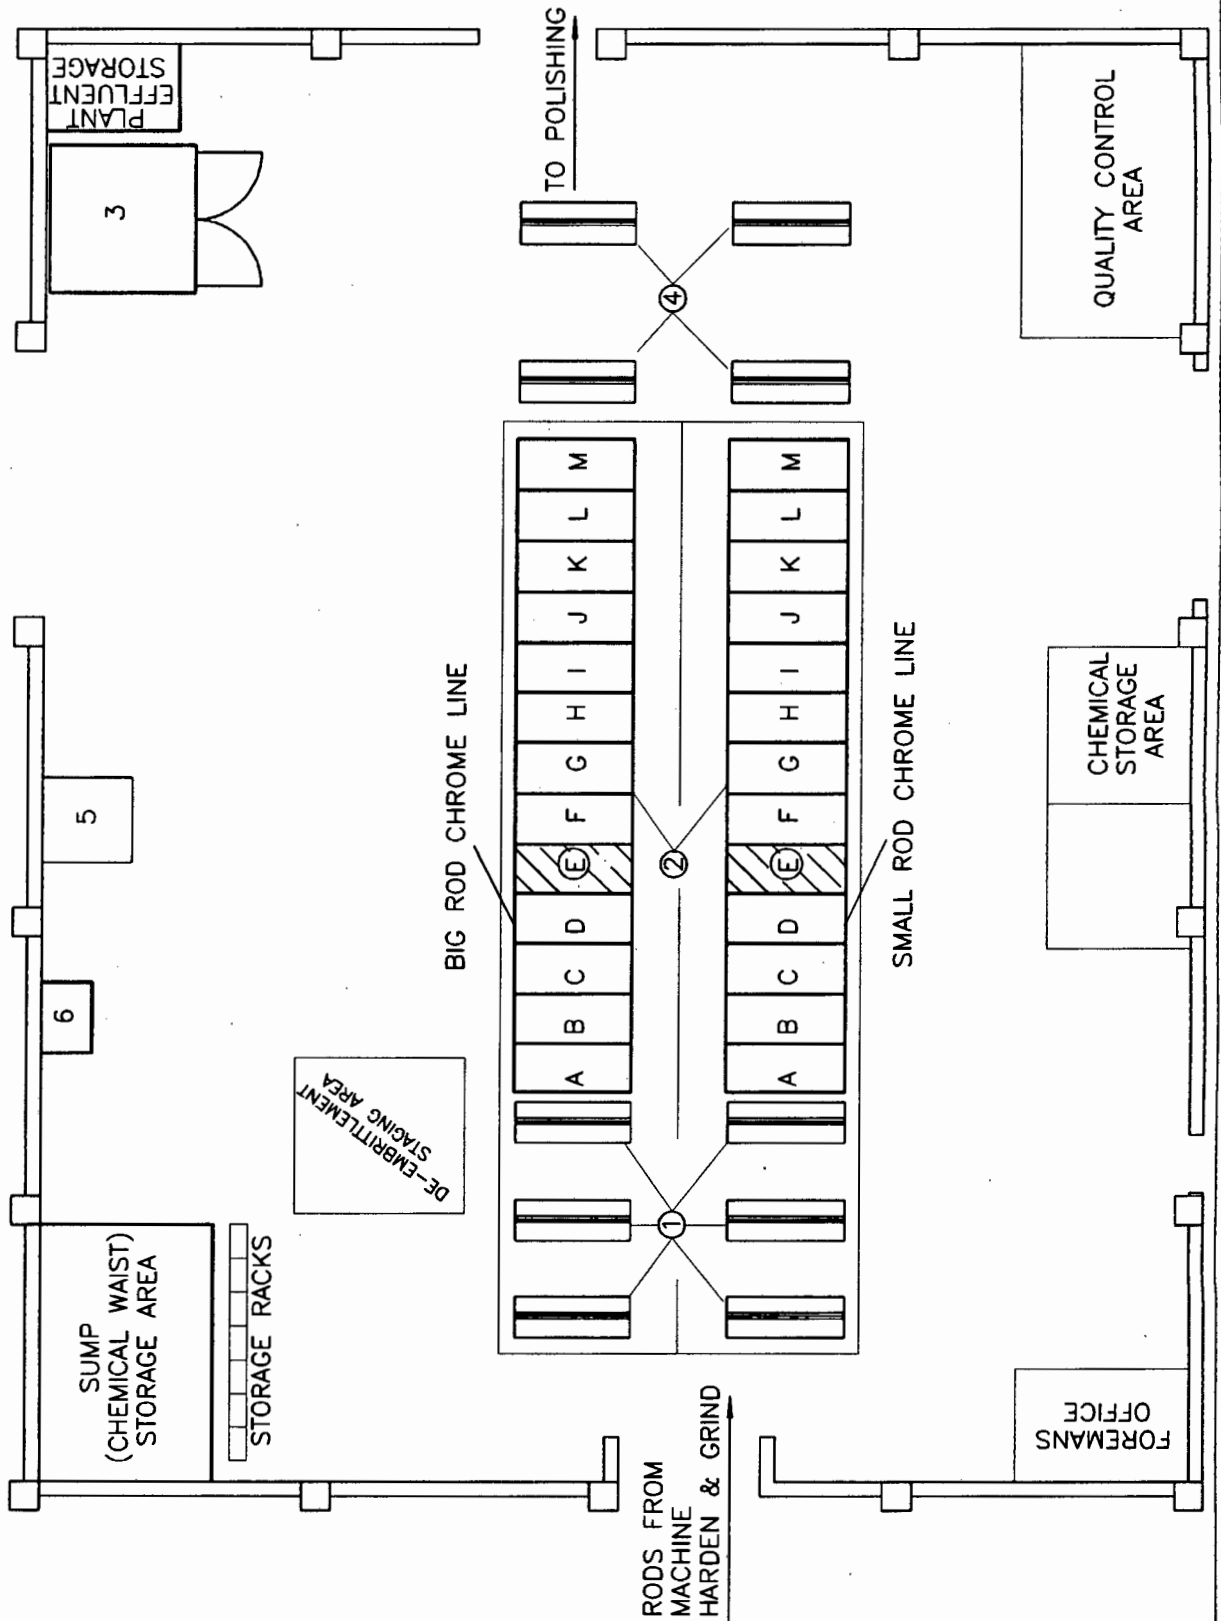 PLANT
EFFLUENT
STORAGE
3
TO POLISHING
4
QUALITY CONTROL
AREA
5
6
BIG ROD CHROME LINE
A B C D E F G H I J K L M
2
A B C D E F G H I J K L M
SMALL ROD CHROME LINE
CHEMICAL
STORAGE
AREA
DE-EMBRITTLEMENT
STAGING AREA
1
SUMP
(CHEMICAL WAIST)
STORAGE AREA
STORAGE RACKS
RODS FROM
MACHINE
HARDEN & GRIND
FOREMANS
OFFICE